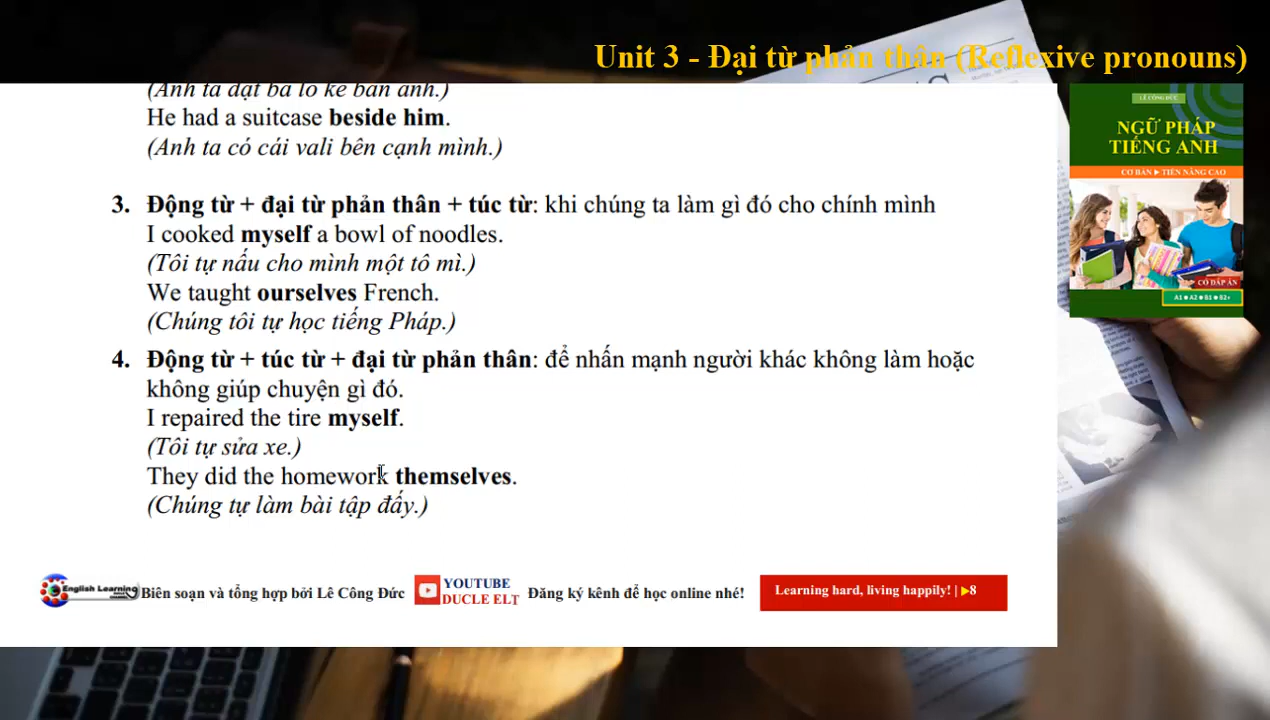 Unit 3 - Đại từ phản thân (Reflexive pronouns)
(Anh ta đặt ba lô kế bên anh.)
He had a suitcase beside him.
(Anh ta có cái vali bên cạnh mình.)
3. Động từ + đại từ phản thân + túc từ: khi chúng ta làm gì đó cho chính mình
I cooked myself a bowl of noodles.
(Tôi tự nấu cho mình một tô mì.)
We taught ourselves French.
(Chúng tôi tự học tiếng Pháp.)
4. Động từ + túc từ + đại từ phản thân: để nhấn mạnh người khác không làm hoặc
không giúp chuyện gì đó.
I repaired the tire myself.
(Tôi tự sửa xe.)
They did the homework themselves.
(Chúng tự làm bài tập đấy.)
English Learning
Biên soạn và tổng hợp bởi Lê Công Đức
YOUTUBE
DUCLE ELT
Đăng ký kênh để học online nhé!
Learning hard, living happily! | ▶8
LÊ CÔNG ĐỨC
NGỮ PHÁP
TIẾNG ANH
CƠ BẢN ▶ TIỀN NÂNG CAO
CÓ ĐÁP ÁN
A1 ● A2 ● B1 ● B2+